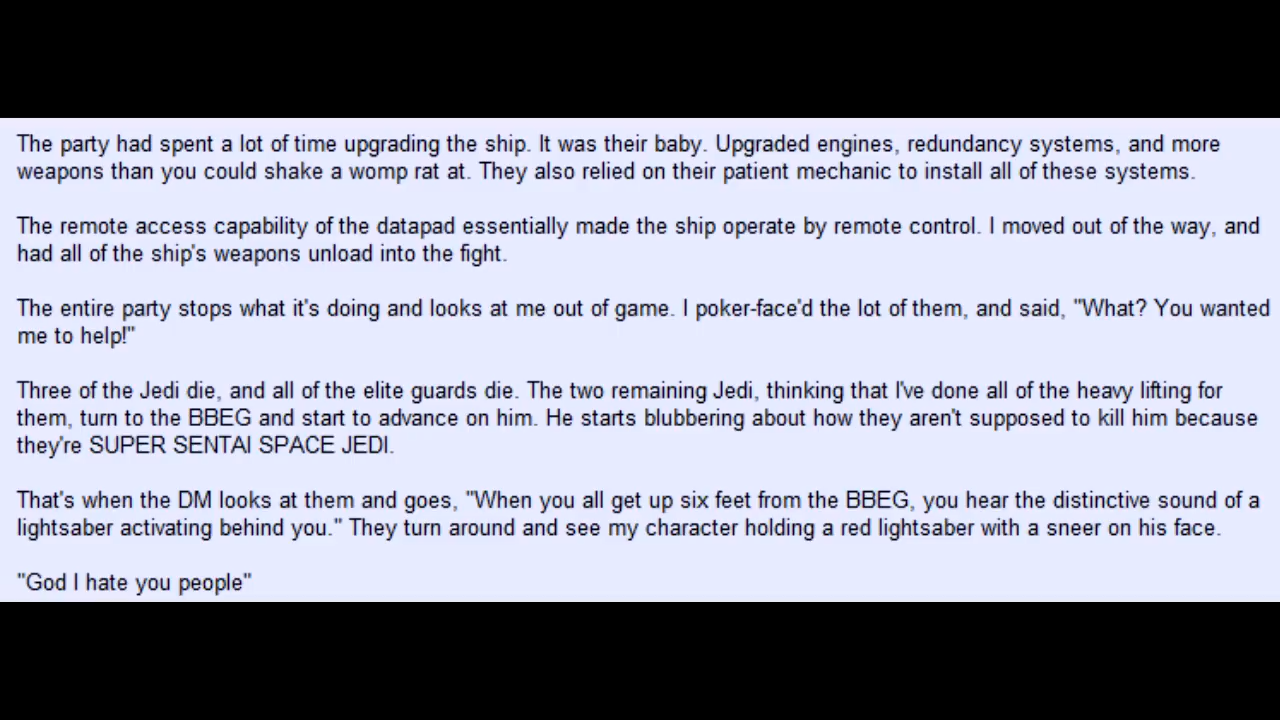 The party had spent a lot of time upgrading the ship. It was their baby. Upgraded engines, redundancy systems, and more
weapons than you could shake a womp rat at. They also relied on their patient mechanic to install all of these systems.
The remote access capability of the datapad essentially made the ship operate by remote control. I moved out of the way, and
had all of the ship's weapons unload into the fight.
The entire party stops what it's doing and looks at me out of game. I poker-face'd the lot of them, and said, "What? You wanted
me to help!"
Three of the Jedi die, and all of the elite guards die. The two remaining Jedi, thinking that I've done all of the heavy lifting for
them, turn to the BBEG and start to advance on him. He starts blubbering about how they aren't supposed to kill him because
they're SUPER SENTAI SPACE JEDI.
That's when the DM looks at them and goes, "When you all get up six feet from the BBEG, you hear the distinctive sound of a
lightsaber activating behind you." They turn around and see my character holding a red lightsaber with a sneer on his face.
"God I hate you people"